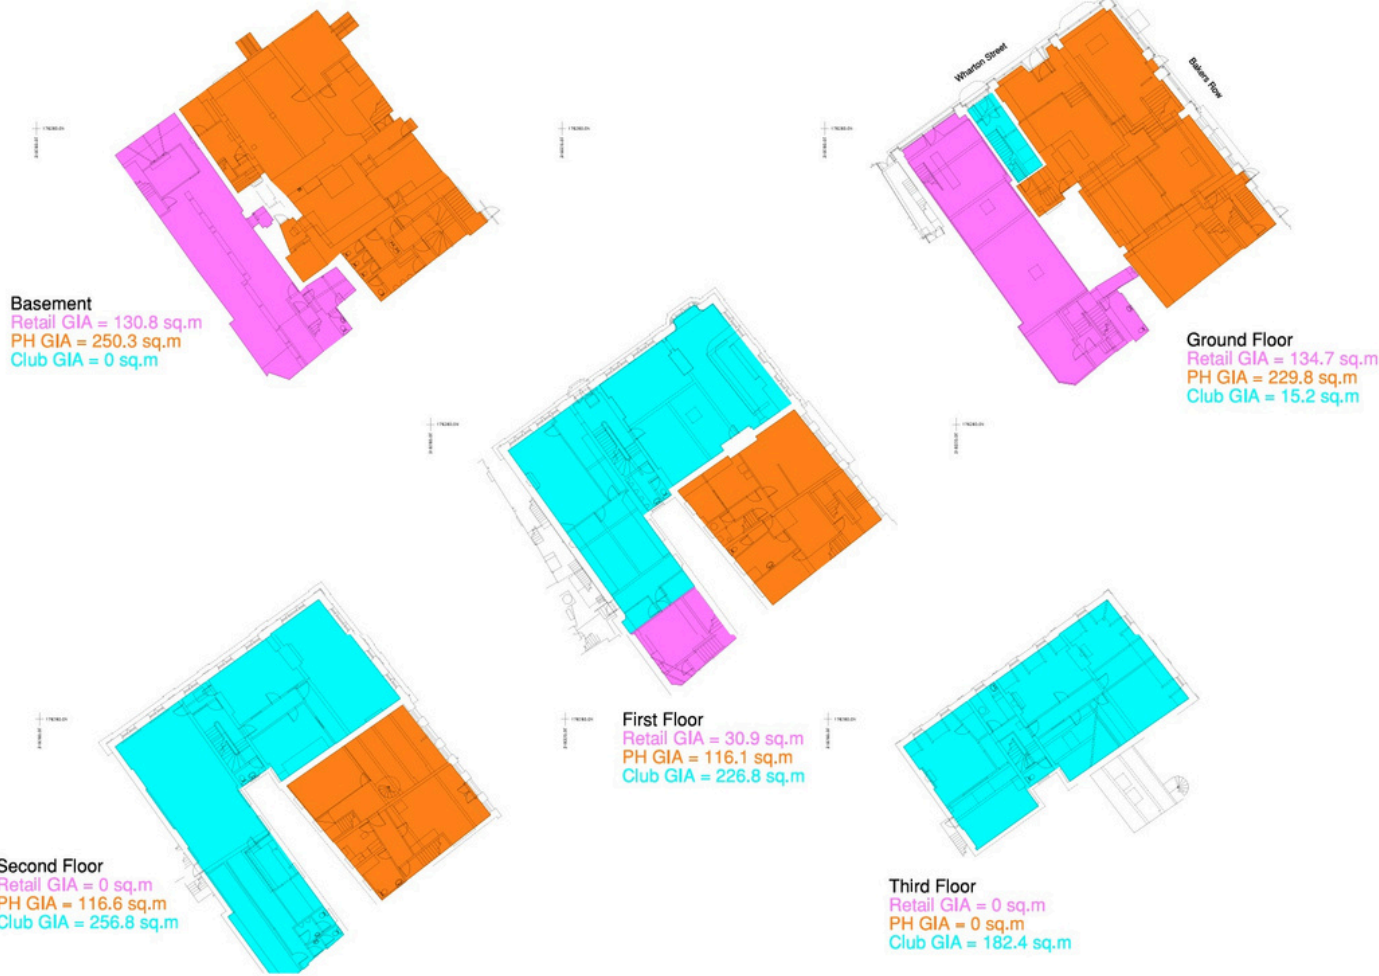 Wharton Street
Bakers Row
Basement
Retail GIA = 130.8 sq.m
PH GIA = 250.3 sq.m
Club GIA = 0 sq.m
Ground Floor
Retail GIA = 134.7 sq.m
PH GIA = 229.8 sq.m
Club GIA = 15.2 sq.m
First Floor
Retail GIA = 30.9 sq.m
PH GIA = 116.1 sq.m
Club GIA = 226.8 sq.m
Second Floor
Retail GIA = 0 sq.m
PH GIA = 116.6 sq.m
Club GIA = 256.8 sq.m
Third Floor
Retail GIA = 0 sq.m
PH GIA = 0 sq.m
Club GIA = 182.4 sq.m